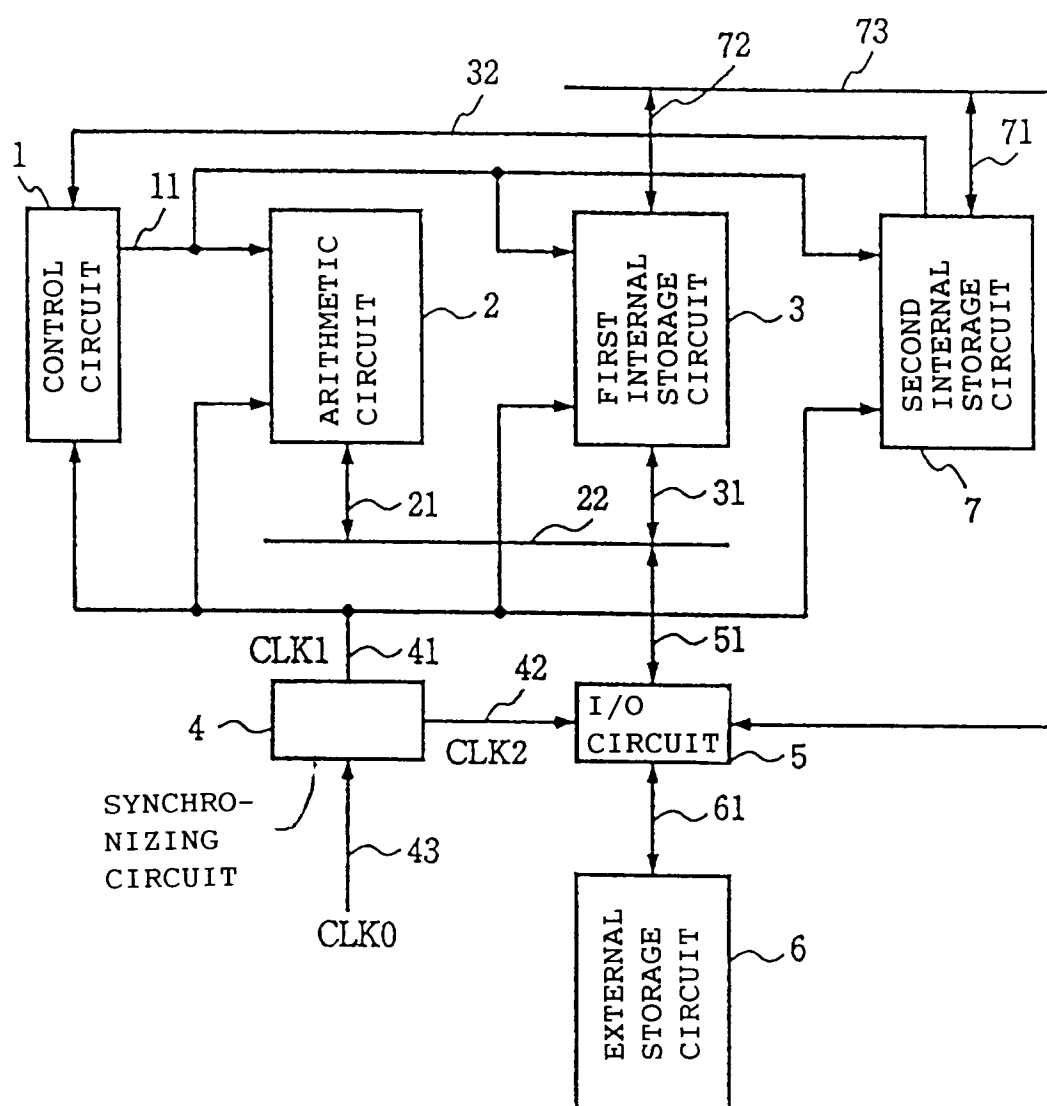 73
72
32
71
1
11
CONTROL
CIRCUIT
ARITHMETIC
CIRCUIT
2
FIRST
INTERNAL
STORAGE
CIRCUIT
3
SECOND
INTERNAL
STORAGE
CIRCUIT
7
21
22
31
CLK1
41
51
42
4
CLK2
I/O
CIRCUIT
5
SYNCHRO-
NIZING
CIRCUIT
43
61
CLK0
EXTERNAL
STORAGE
CIRCUIT
6